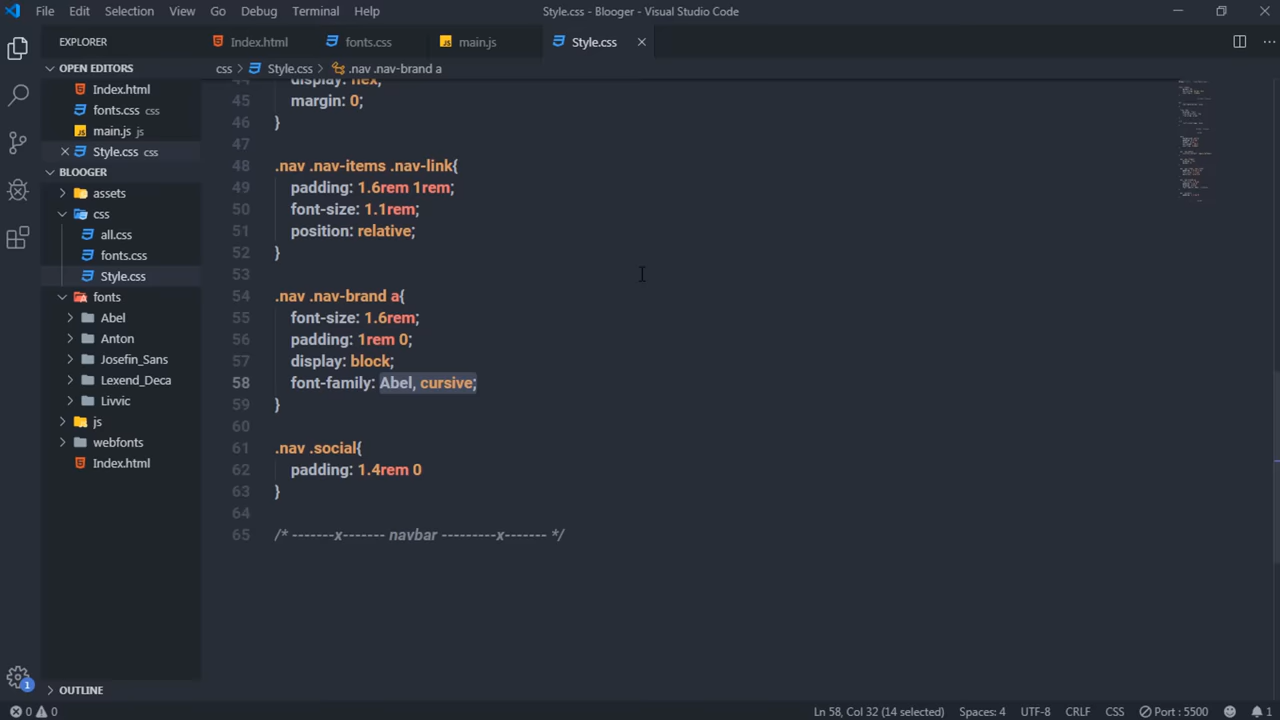 File Edit Selection View Go Debug Terminal Help Style.css - Blooger - Visual Studio Code
EXPLORER
OPEN EDITORS
Index.html
fonts.css css
main.js js
Style.css css
BLOOGER
assets
css
all.css
fonts.css
Style.css
fonts
Abel
Anton
Josefin_Sans
Lexend_Deca
Livvic
js
webfonts
Index.html
OUTLINE
Index.html fonts.css main.js Style.css
css > Style.css > .nav .nav-brand a
45 margin: 0;
46 }
47
48 .nav .nav-items .nav-link{
49 padding: 1.6rem 1rem;
50 font-size: 1.1rem;
51 position: relative;
52 }
53
54 .nav .nav-brand a{
55 font-size: 1.6rem;
56 padding: 1rem 0;
57 display: block;
58 font-family: Abel, cursive;
59 }
60
61 .nav .social{
62 padding: 1.4rem 0
63 }
64
65 /* -------x------- navbar ---------x------- */
1
0 0 Ln 58, Col 32 (14 selected) Spaces: 4 UTF-8 CRLF CSS Port : 5500 1